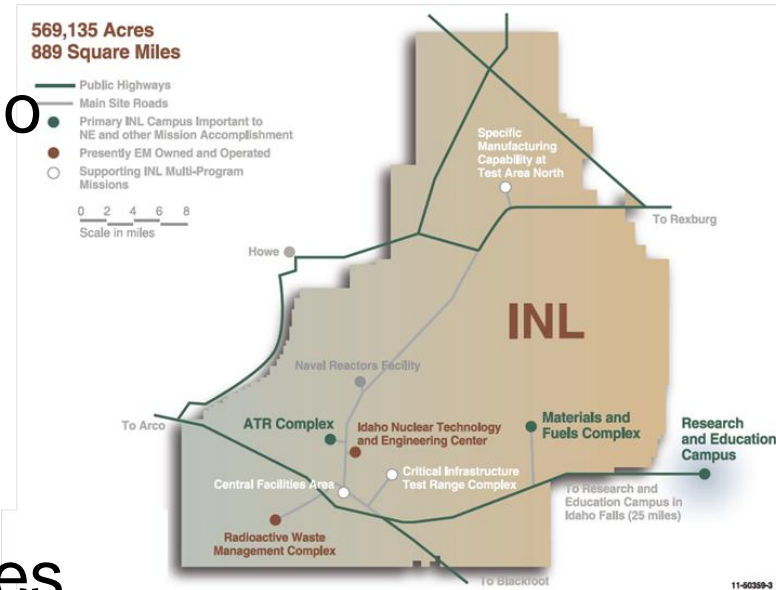 569,135 Acres
889 Square Miles
Public Highways
Main Site Roads
Primary INL Campus Important to
NE and other Mission Accomplishment
Presently EM Owned and Operated
Supporting INL Multi-Program
Missions
0 2 4 6 8
Scale in miles
o
Specific
Manufacturing
Capability at
Test Area North
To Rexburg
Howe
INL
Naval Reactors Facility
To Arco
ATR Complex
Idaho Nuclear Technology
and Engineering Center
Materials and
Fuels Complex
Research
and Education
Campus
Central Facilities Area
Critical Infrastructure
Test Range Complex
To Research and
Education Campus in
Idaho Falls (25 miles)
Radioactive Waste
Management Complex
To Blackfoot
es
11-50359-3